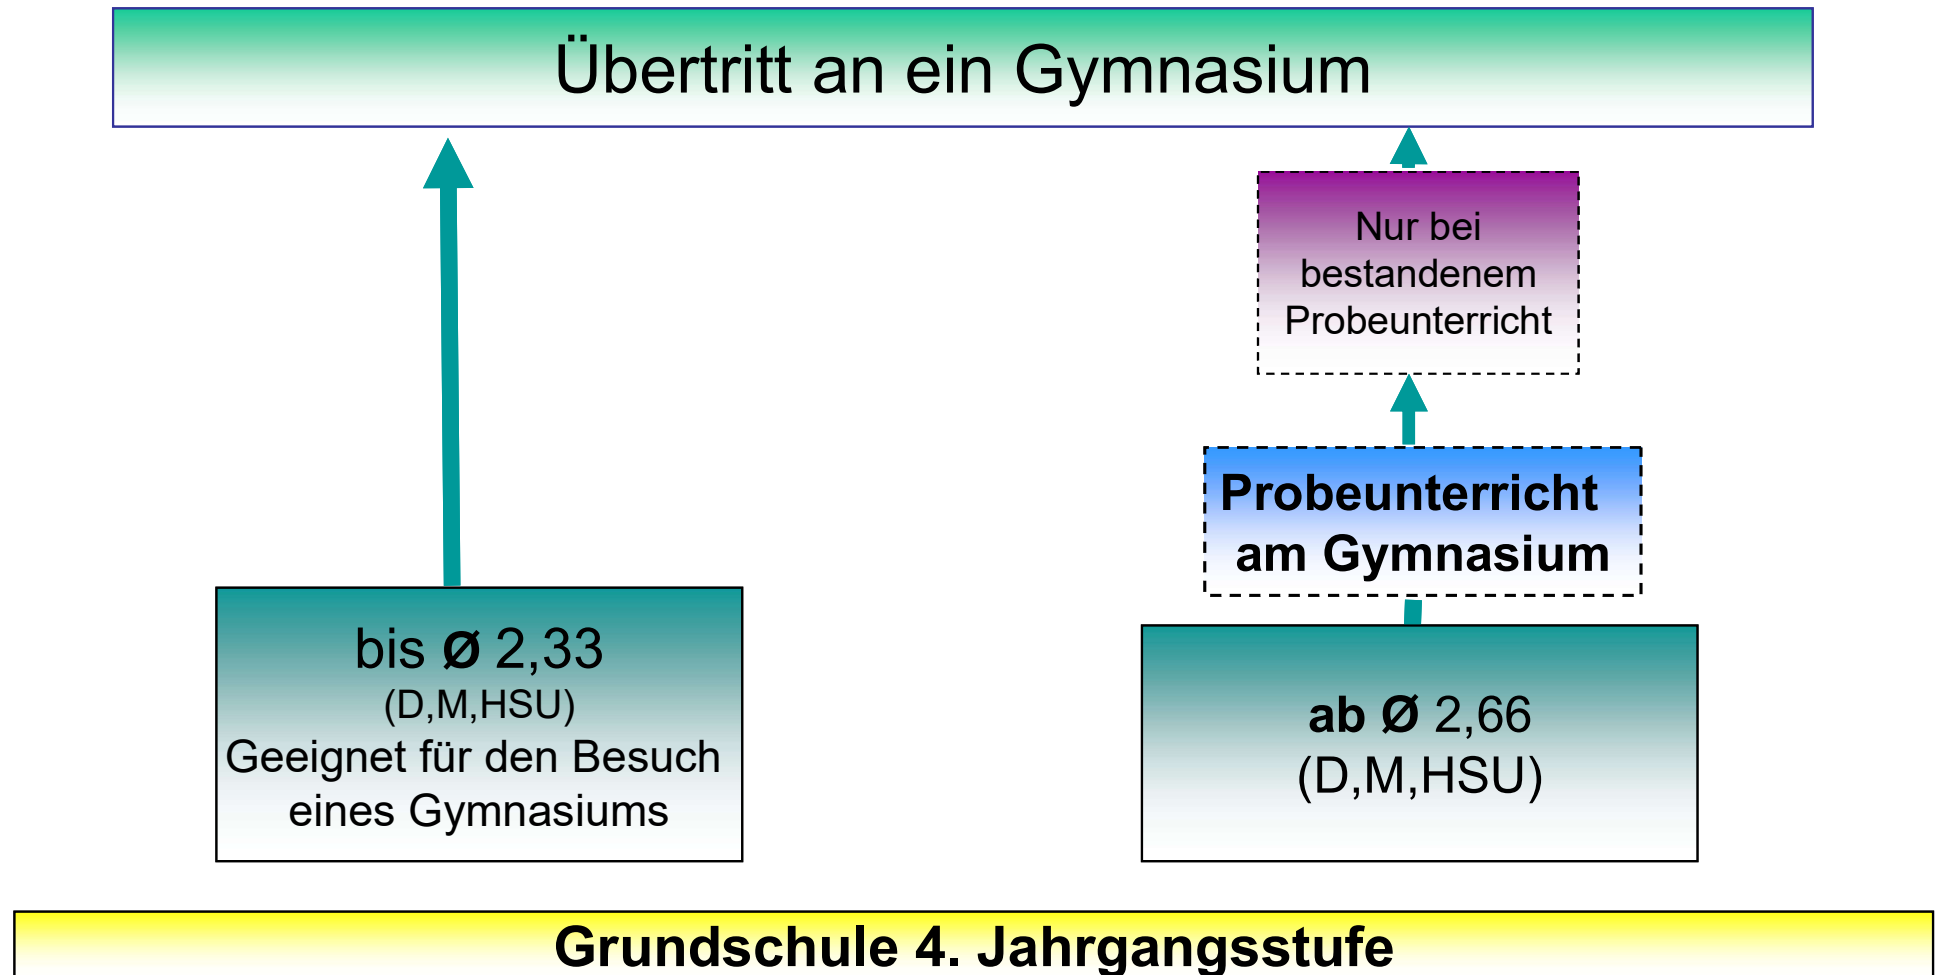 Übertritt an ein Gymnasium
Nur bei
bestandenem
Probeunterricht
Probeunterricht
am Gymnasium
bis Ø 2,33
(D,M,HSU)
Geeignet für den Besuch
eines Gymnasiums
ab Ø 2,66
(D,M,HSU)
Grundschule 4. Jahrgangsstufe